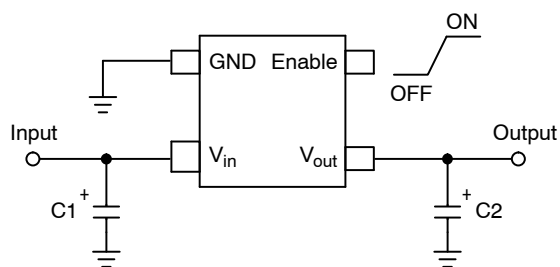 ON
GND Enable
OFF
Input Output
Vin Vout
C1 + + C2